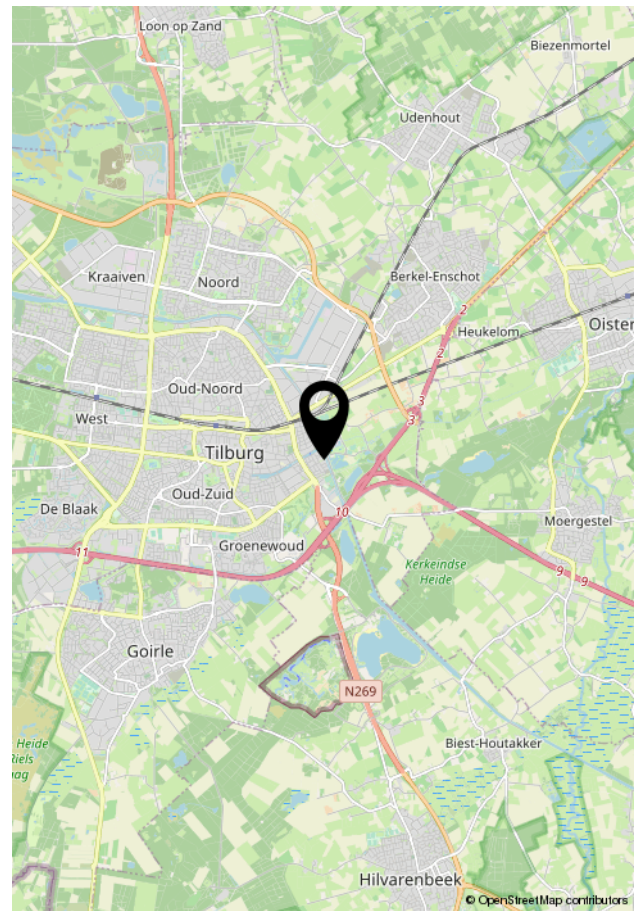 Loon op Zand
Biezenmortel
Udenhout
Kraaiven
Noord
Berkel-Enschot
2
Heukelom
Oister
2
Oud-Noord
3
West
3
Tilburg
Oud-Zuid
De Blaak
10
Moergestel
Groenewoud
11
Kerkeindse
Heide
9
9
Goirle
N269
Heide
Riels
aag
Biest-Houtakker
Hilvarenbeek
© OpenStreetMap contributors